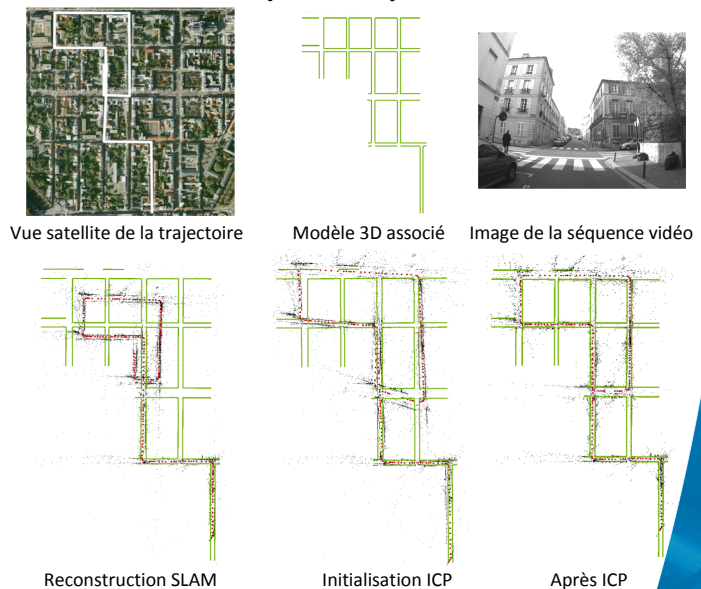 Vue satellite de la trajectoire
Modèle 3D associé
Image de la séquence vidéo
Reconstruction SLAM
Initialisation ICP
Après ICP